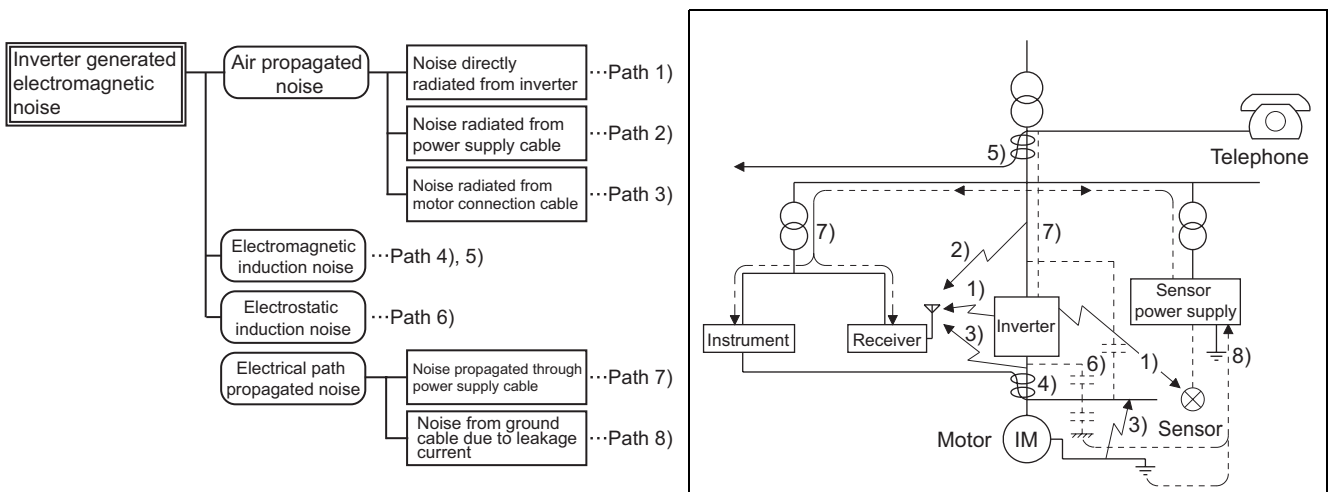 Inverter generated
electromagnetic
noise
Air propagated
noise
Noise directly
radiated from inverter
···Path 1)
Noise radiated from
power supply cable
···Path 2)
Noise radiated from
motor connection cable
···Path 3)
Electromagnetic
induction noise
···Path 4), 5)
Electrostatic
induction noise
···Path 6)
Electrical path
propagated noise
Noise propagated through
power supply cable
···Path 7)
Noise from ground
cable due to leakage
current
···Path 8)
Telephone
5)
7)
7)
2)
1)
3)
Instrument
Receiver
Inverter
Sensor
power supply
8)
6)
1)
4)
3)
Sensor
Motor
IM